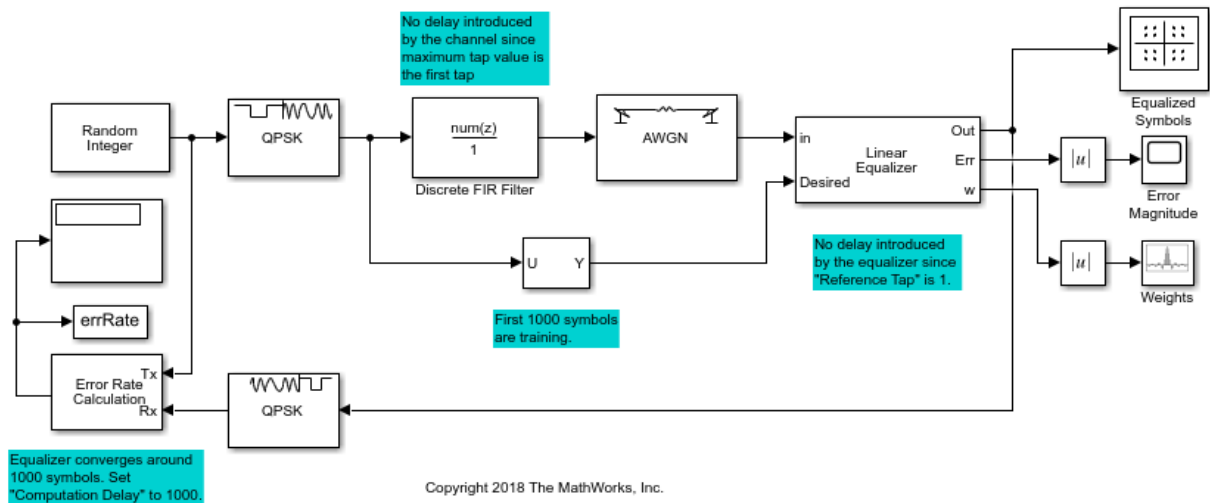 No delay introduced
by the channel since
maximum tap value is
the first tap
Random
Integer
QPSK
num(z)
1
Discrete FIR Filter
AWGN
in
Desired
Linear
Equalizer
Out
Err
w
Equalized
Symbols
|u|
Error
Magnitude
|u|
Weights
U Y
No delay introduced
by the equalizer since
"Reference Tap" is 1.
First 1000 symbols
are training.
errRate
Error Rate
Calculation
Tx
Rx
QPSK
Equalizer converges around
1000 symbols. Set
"Computation Delay" to 1000.
Copyright 2018 The MathWorks, Inc.